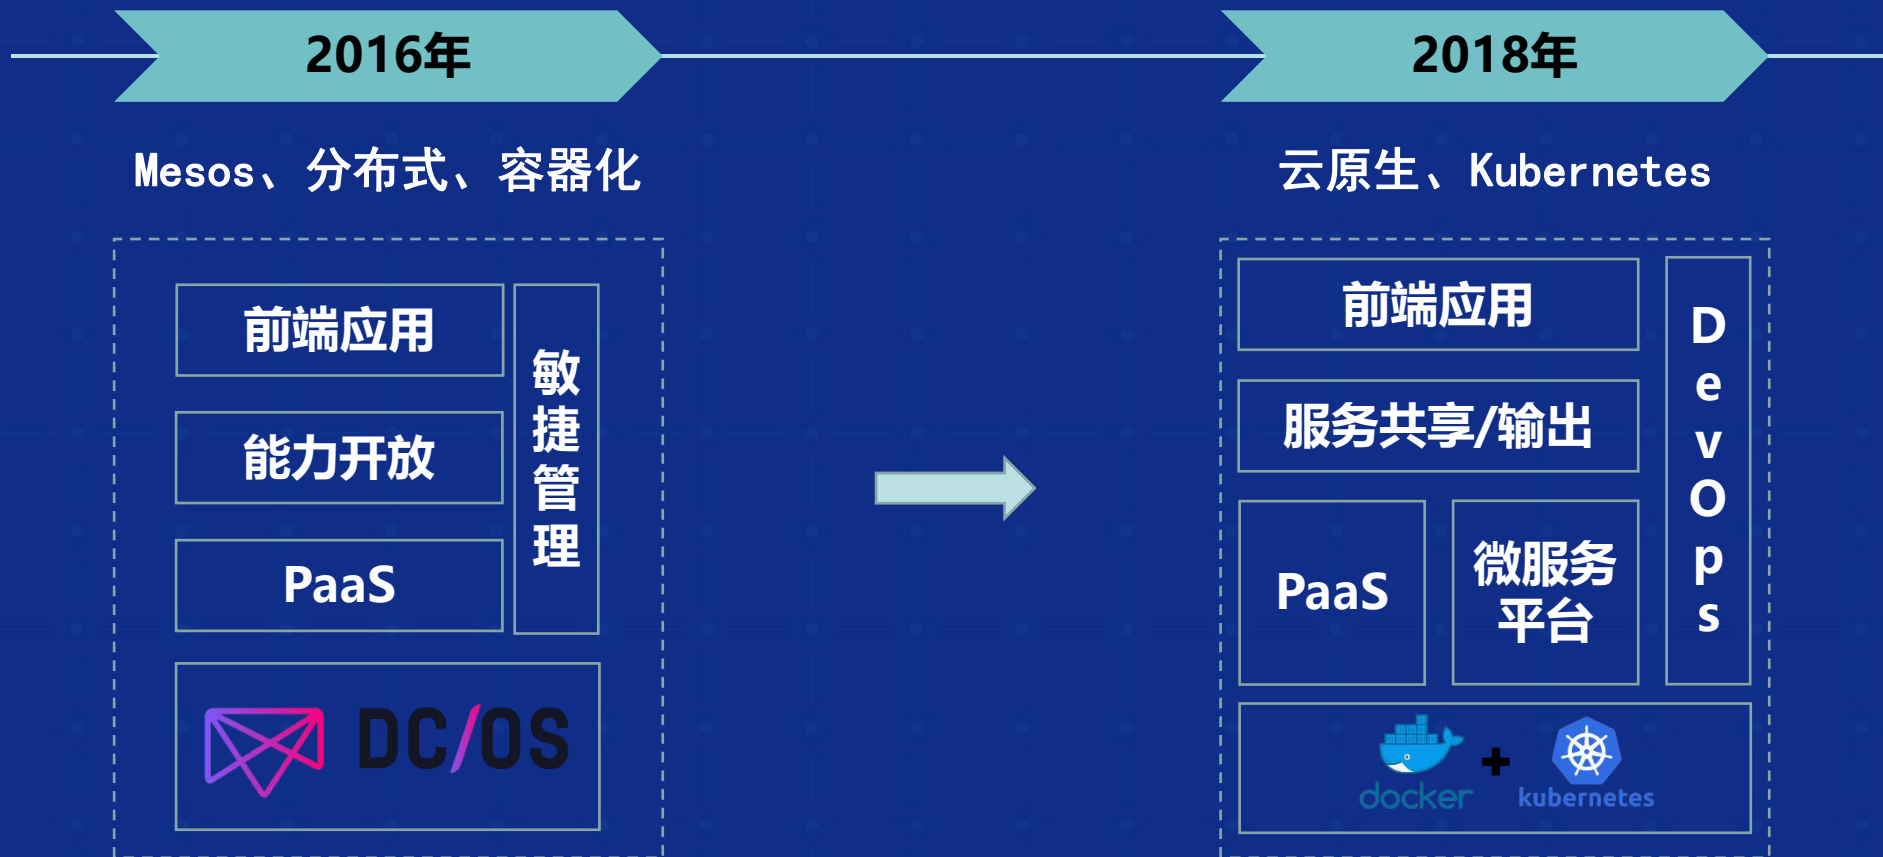 2016年
2018年
Mesos、分布式、容器化
云原生、Kubernetes
前端应用
能力开放
PaaS
敏捷管理
DC/OS
前端应用
服务共享/输出
PaaS
微服务
平台
DevOps
docker
+
kubernetes